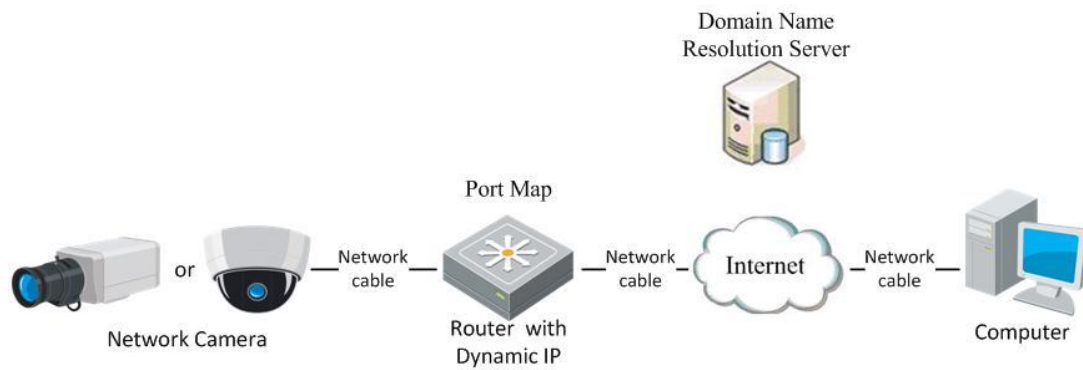 Domain Name
Resolution Server
Port Map
or
Network
cable
Network
cable
Internet
Network
cable
Network Camera
Router with
Dynamic IP
Computer